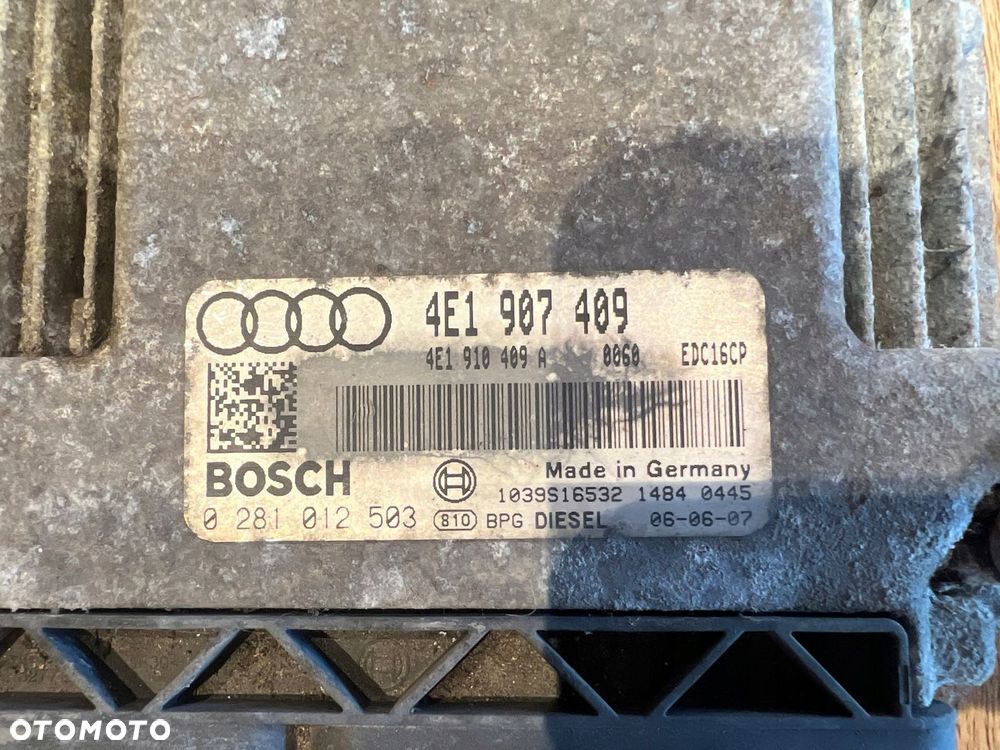 4E1 907 409
4E1 910 409 A 0060 EDC16CP
BOSCH
Made in Germany
1039S16532 1484 0445
0 281 012 503 810 BPG DIESEL 06-06-07
OTOMOTO